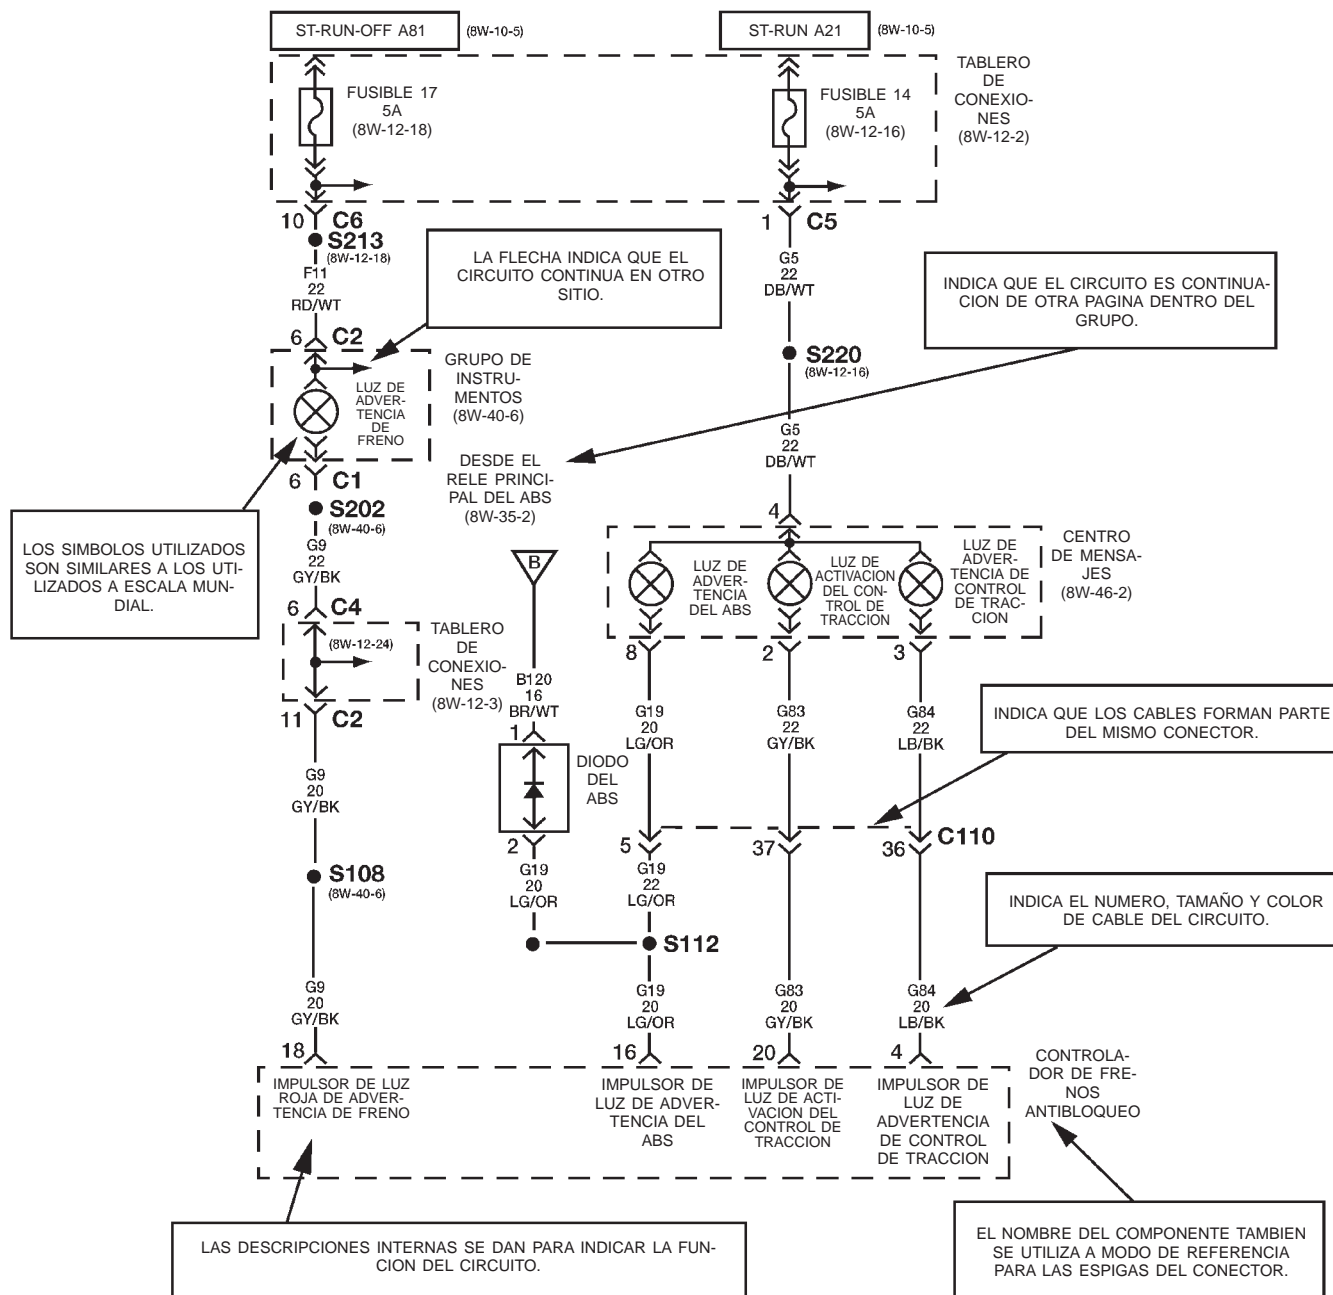 ST-RUN-OFF A81
(8W-10-5)
ST-RUN A21
(8W-10-5)
FUSIBLE 17
5A
(8W-12-18)
FUSIBLE 14
5A
(8W-12-16)
TABLERO
DE
CONEXIO-
NES
(8W-12-2)
10
C6
S213
(8W-12-18)
F11
22
RD/WT
1
C5
G5
22
DB/WT
LA FLECHA INDICA QUE EL
CIRCUITO CONTINUA EN OTRO
SITIO.
INDICA QUE EL CIRCUITO ES CONTINUA-
CION DE OTRA PAGINA DENTRO DEL
GRUPO.
6
C2
LUZ DE
ADVER-
TENCIA
DE
FRENO
GRUPO DE
INSTRU-
MENTOS
(8W-40-6)
S220
(8W-12-16)
G5
22
DB/WT
6
C1
S202
(8W-40-6)
G9
22
GY/BK
DESDE EL
RELE PRINCI-
PAL DEL ABS
(8W-35-2)
B
4
LOS SIMBOLOS UTILIZADOS
SON SIMILARES A LOS UTI-
LIZADOS A ESCALA MUN-
DIAL.
LUZ DE
ADVER-
TENCIA
DEL ABS
LUZ DE
ACTIVACION
DEL CON-
TROL DE
TRACCION
LUZ DE
ADVER-
TENCIA DE
CONTROL
DE TRAC-
CION
CENTRO
DE MENSA-
JES
(8W-46-2)
6
C4
(8W-12-24)
TABLERO
DE
CONEXIO-
NES
(8W-12-3)
11
C2
8
2
3
B120
16
BR/WT
G19
20
LG/OR
G83
22
GY/BK
G84
22
LB/BK
INDICA QUE LOS CABLES FORMAN PARTE
DEL MISMO CONECTOR.
1
DIODO
DEL
ABS
2
G9
20
GY/BK
5
37
36
C110
G19
20
LG/OR
G19
22
LG/OR
S108
(8W-40-6)
INDICA EL NUMERO, TAMAÑO Y COLOR
DE CABLE DEL CIRCUITO.
S112
G9
20
GY/BK
G19
20
LG/OR
G83
20
GY/BK
G84
20
LB/BK
18
16
20
4
IMPULSOR DE LUZ
ROJA DE ADVER-
TENCIA DE FRENO
IMPULSOR DE
LUZ DE ADVER-
TENCIA DEL
ABS
IMPULSOR DE
LUZ DE ACTI-
VACION DEL
CONTROL DE
TRACCION
IMPULSOR DE
LUZ DE
ADVERTENCIA
DE CONTROL
DE TRACCION
CONTROLA-
DOR DE FRE-
NOS
ANTIBLOQUEO
LAS DESCRIPCIONES INTERNAS SE DAN PARA INDICAR LA FUN-
CION DEL CIRCUITO.
EL NOMBRE DEL COMPONENTE TAMBIEN
SE UTILIZA A MODO DE REFERENCIA
PARA LAS ESPIGAS DEL CONECTOR.